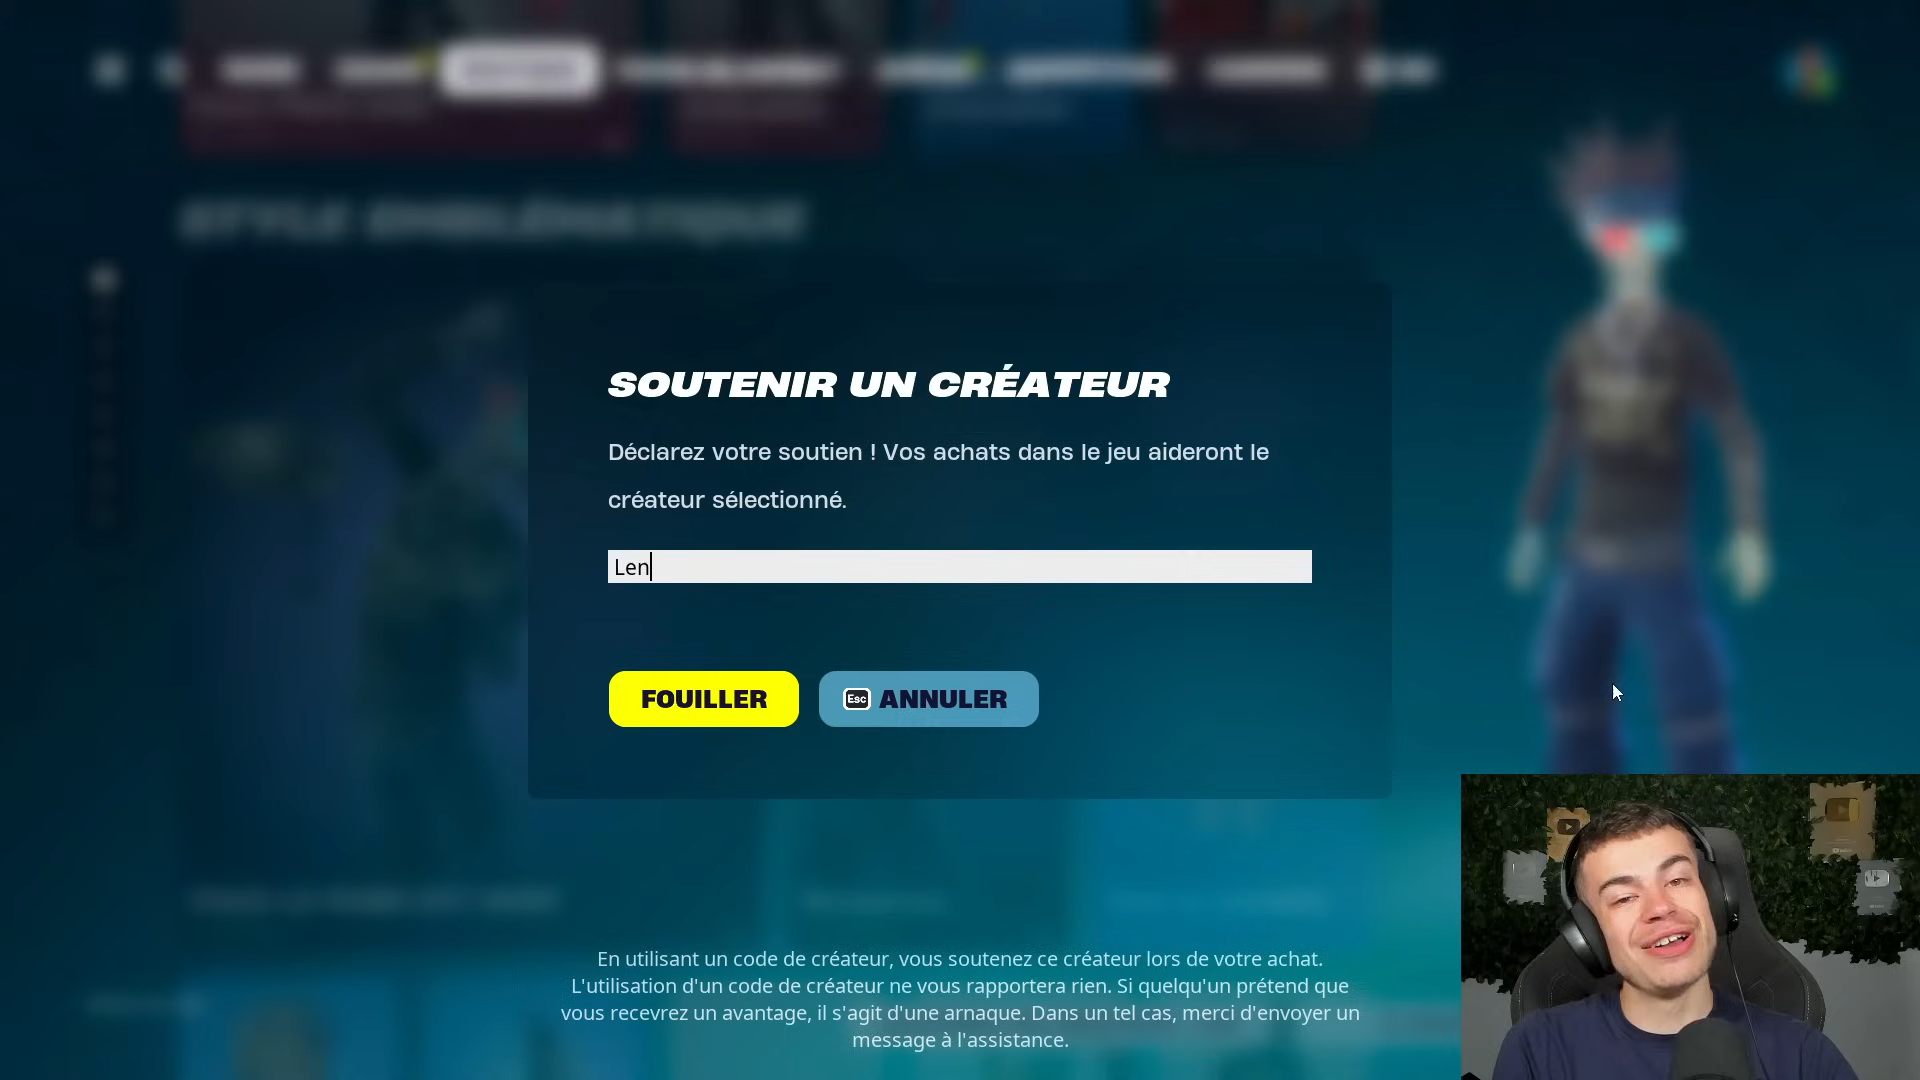 STYLE EMBLÉMATIQUE
SOUTENIR UN CRÉATEUR
Déclarez votre soutien ! Vos achats dans le jeu aideront le
créateur sélectionné.
Len
FOUILLER
Esc ANNULER
En utilisant un code de créateur, vous soutenez ce créateur lors de votre achat.
L'utilisation d'un code de créateur ne vous rapportera rien. Si quelqu'un prétend que
vous recevrez un avantage, il s'agit d'une arnaque. Dans un tel cas, merci d'envoyer un
message à l'assistance.